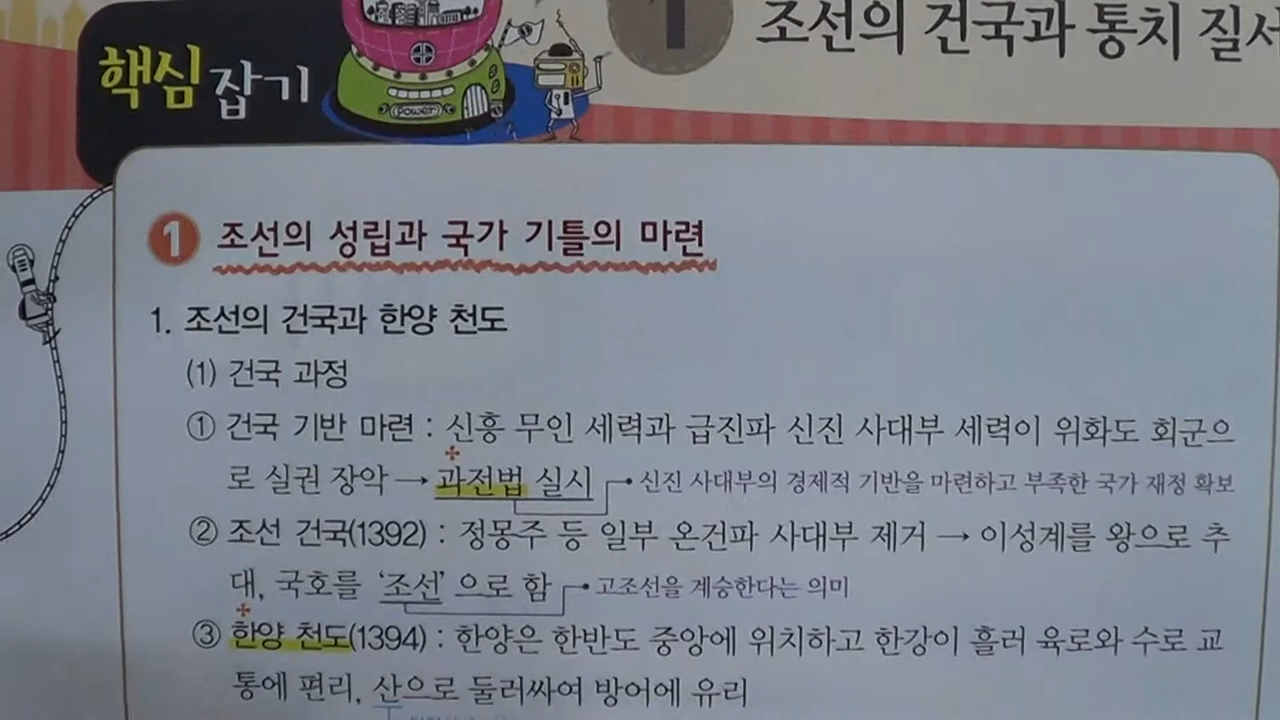 핵심 잡기
POWER
1 조선의 건국과 통치 질서
1 조선의 성립과 국가 기틀의 마련
1. 조선의 건국과 한양 천도
(1) 건국 과정
① 건국 기반 마련 : 신흥 무인 세력과 급진파 신진 사대부 세력이 위화도 회군으
로 실권 장악 → 과전법 실시 신진 사대부의 경제적 기반을 마련하고 부족한 국가 재정 확보
② 조선 건국(1392) : 정몽주 등 일부 온건파 사대부 제거 → 이성계를 왕으로 추
대, 국호를 ‘조선’ 으로 함 고조선을 계승한다는 의미
③ 한양 천도(1394) : 한양은 한반도 중앙에 위치하고 한강이 흘러 육로와 수로 교
통에 편리, 산으로 둘러싸여 방어에 유리